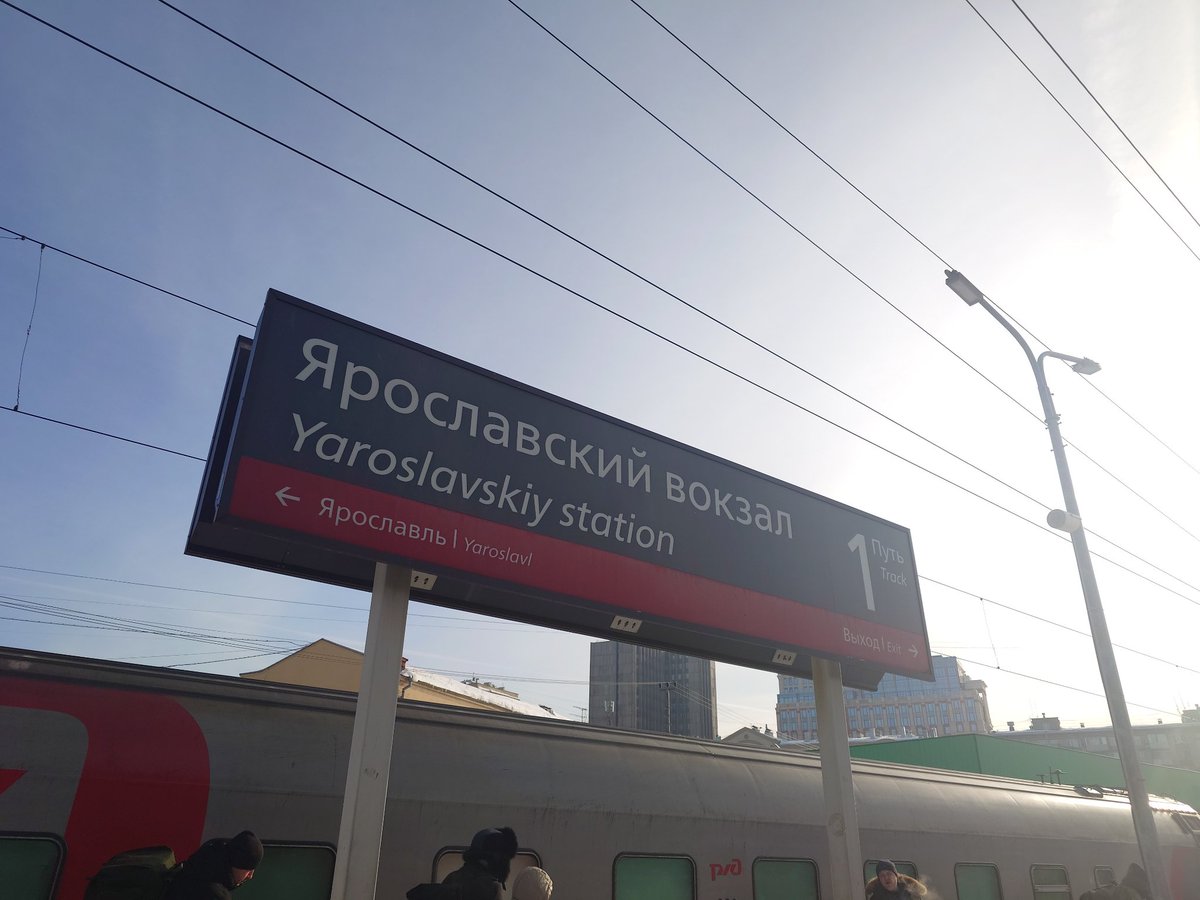 Ярославский вокзал
Yaroslavskiy station
← Ярославль | Yaroslavl
1 Путь
Track
Выход | Exit →
ржд